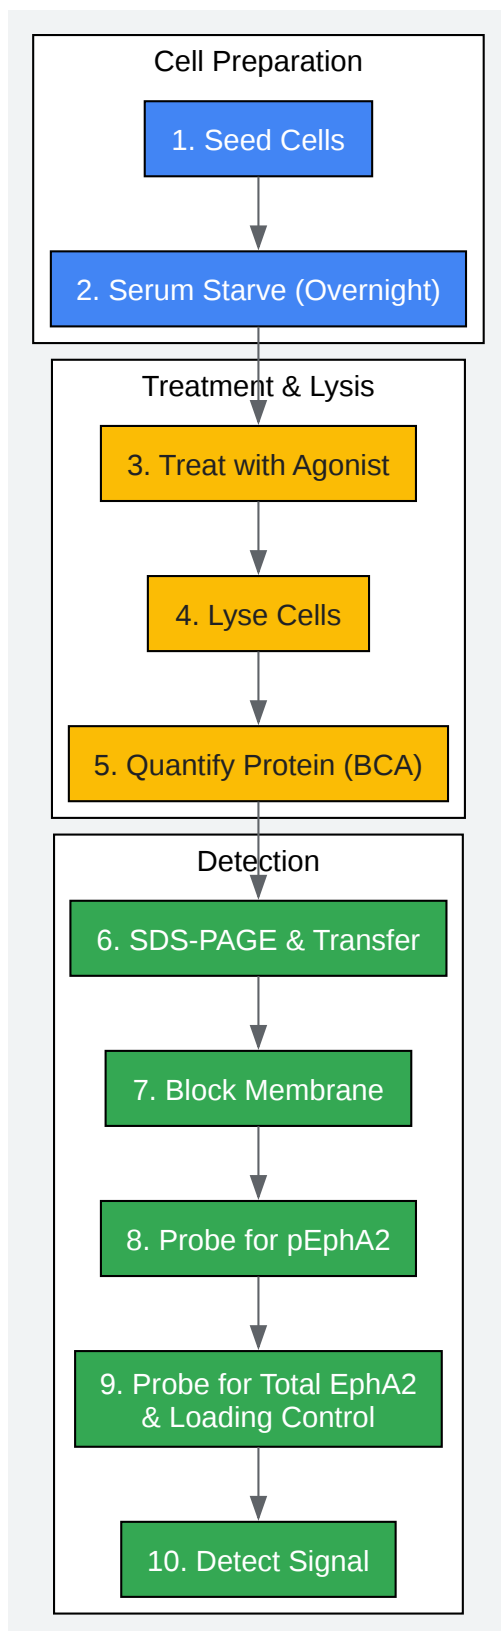 Cell Preparation
1. Seed Cells
2. Serum Starve (Overnight)
Treatment & Lysis
3. Treat with Agonist
4. Lyse Cells
5. Quantify Protein (BCA)
Detection
6. SDS-PAGE & Transfer
7. Block Membrane
8. Probe for pEphA2
9. Probe for Total EphA2
& Loading Control
10. Detect Signal